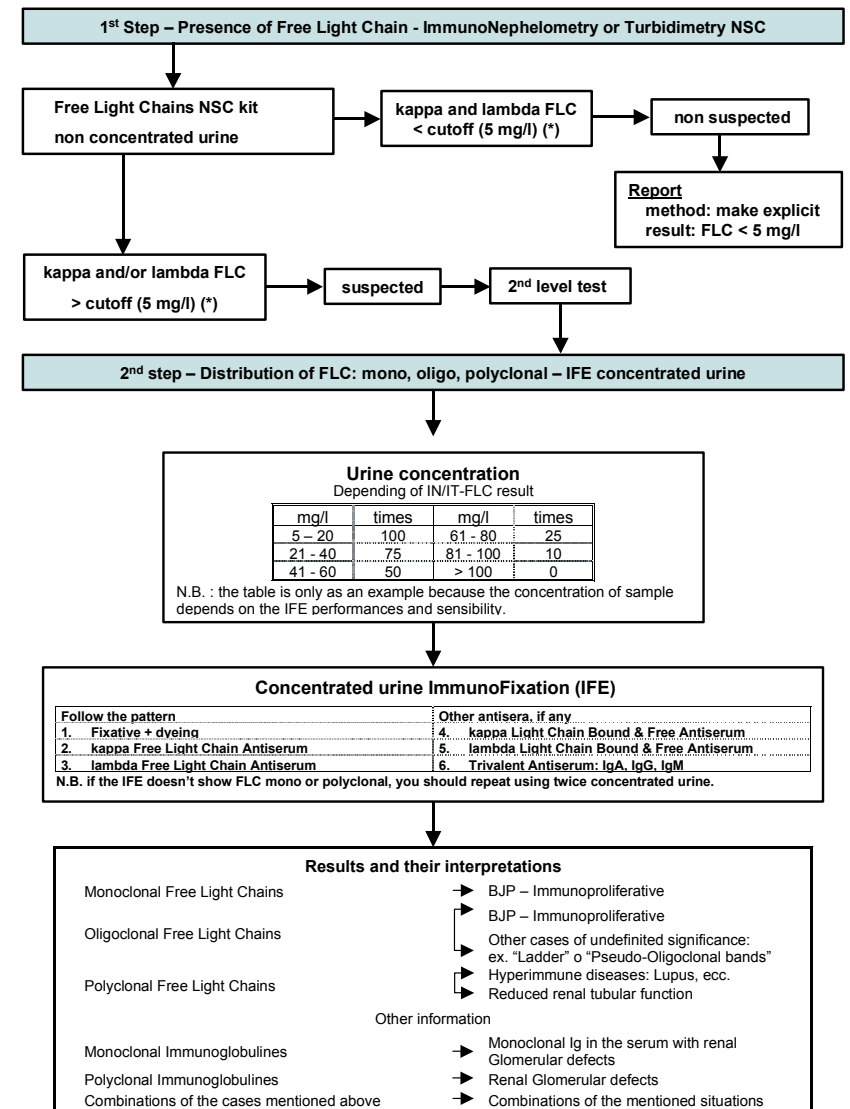 1st Step – Presence of Free Light Chain - ImmunoNephelometry or Turbidimetry NSC
Free Light Chains NSC kit
non concentrated urine
kappa and lambda FLC
< cutoff (5 mg/l) (*)
non suspected
Report
method: make explicit
result: FLC < 5 mg/l
kappa and/or lambda FLC
> cutoff (5 mg/l) (*)
suspected
2nd level test
2nd step – Distribution of FLC: mono, oligo, polyclonal – IFE concentrated urine
Urine concentration
Depending of IN/IT-FLC result
mg/l times mg/l times
5 – 20 100 61 - 80 25
21 - 40 75 81 - 100 10
41 - 60 50 > 100 0
N.B. : the table is only as an example because the concentration of sample
depends on the IFE performances and sensibility.
Concentrated urine ImmunoFixation (IFE)
Follow the pattern Other antisera, if any
1. Fixative + dyeing 4. kappa Light Chain Bound & Free Antiserum
2. kappa Free Light Chain Antiserum 5. lambda Light Chain Bound & Free Antiserum
3. lambda Free Light Chain Antiserum 6. Trivalent Antiserum: IgA, IgG, IgM
N.B. if the IFE doesn't show FLC mono or polyclonal, you should repeat using twice concentrated urine.
Results and their interpretations
Monoclonal Free Light Chains BJP – Immunoproliferative
Oligoclonal Free Light Chains BJP – Immunoproliferative
Other cases of undefinited significance:
ex. "Ladder" o "Pseudo-Oligoclonal bands"
Polyclonal Free Light Chains Hyperimmune diseases: Lupus, ecc.
Reduced renal tubular function
Other information
Monoclonal Immunoglobulines Monoclonal Ig in the serum with renal
Glomerular defects
Polyclonal Immunoglobulines Renal Glomerular defects
Combinations of the cases mentioned above Combinations of the mentioned situations